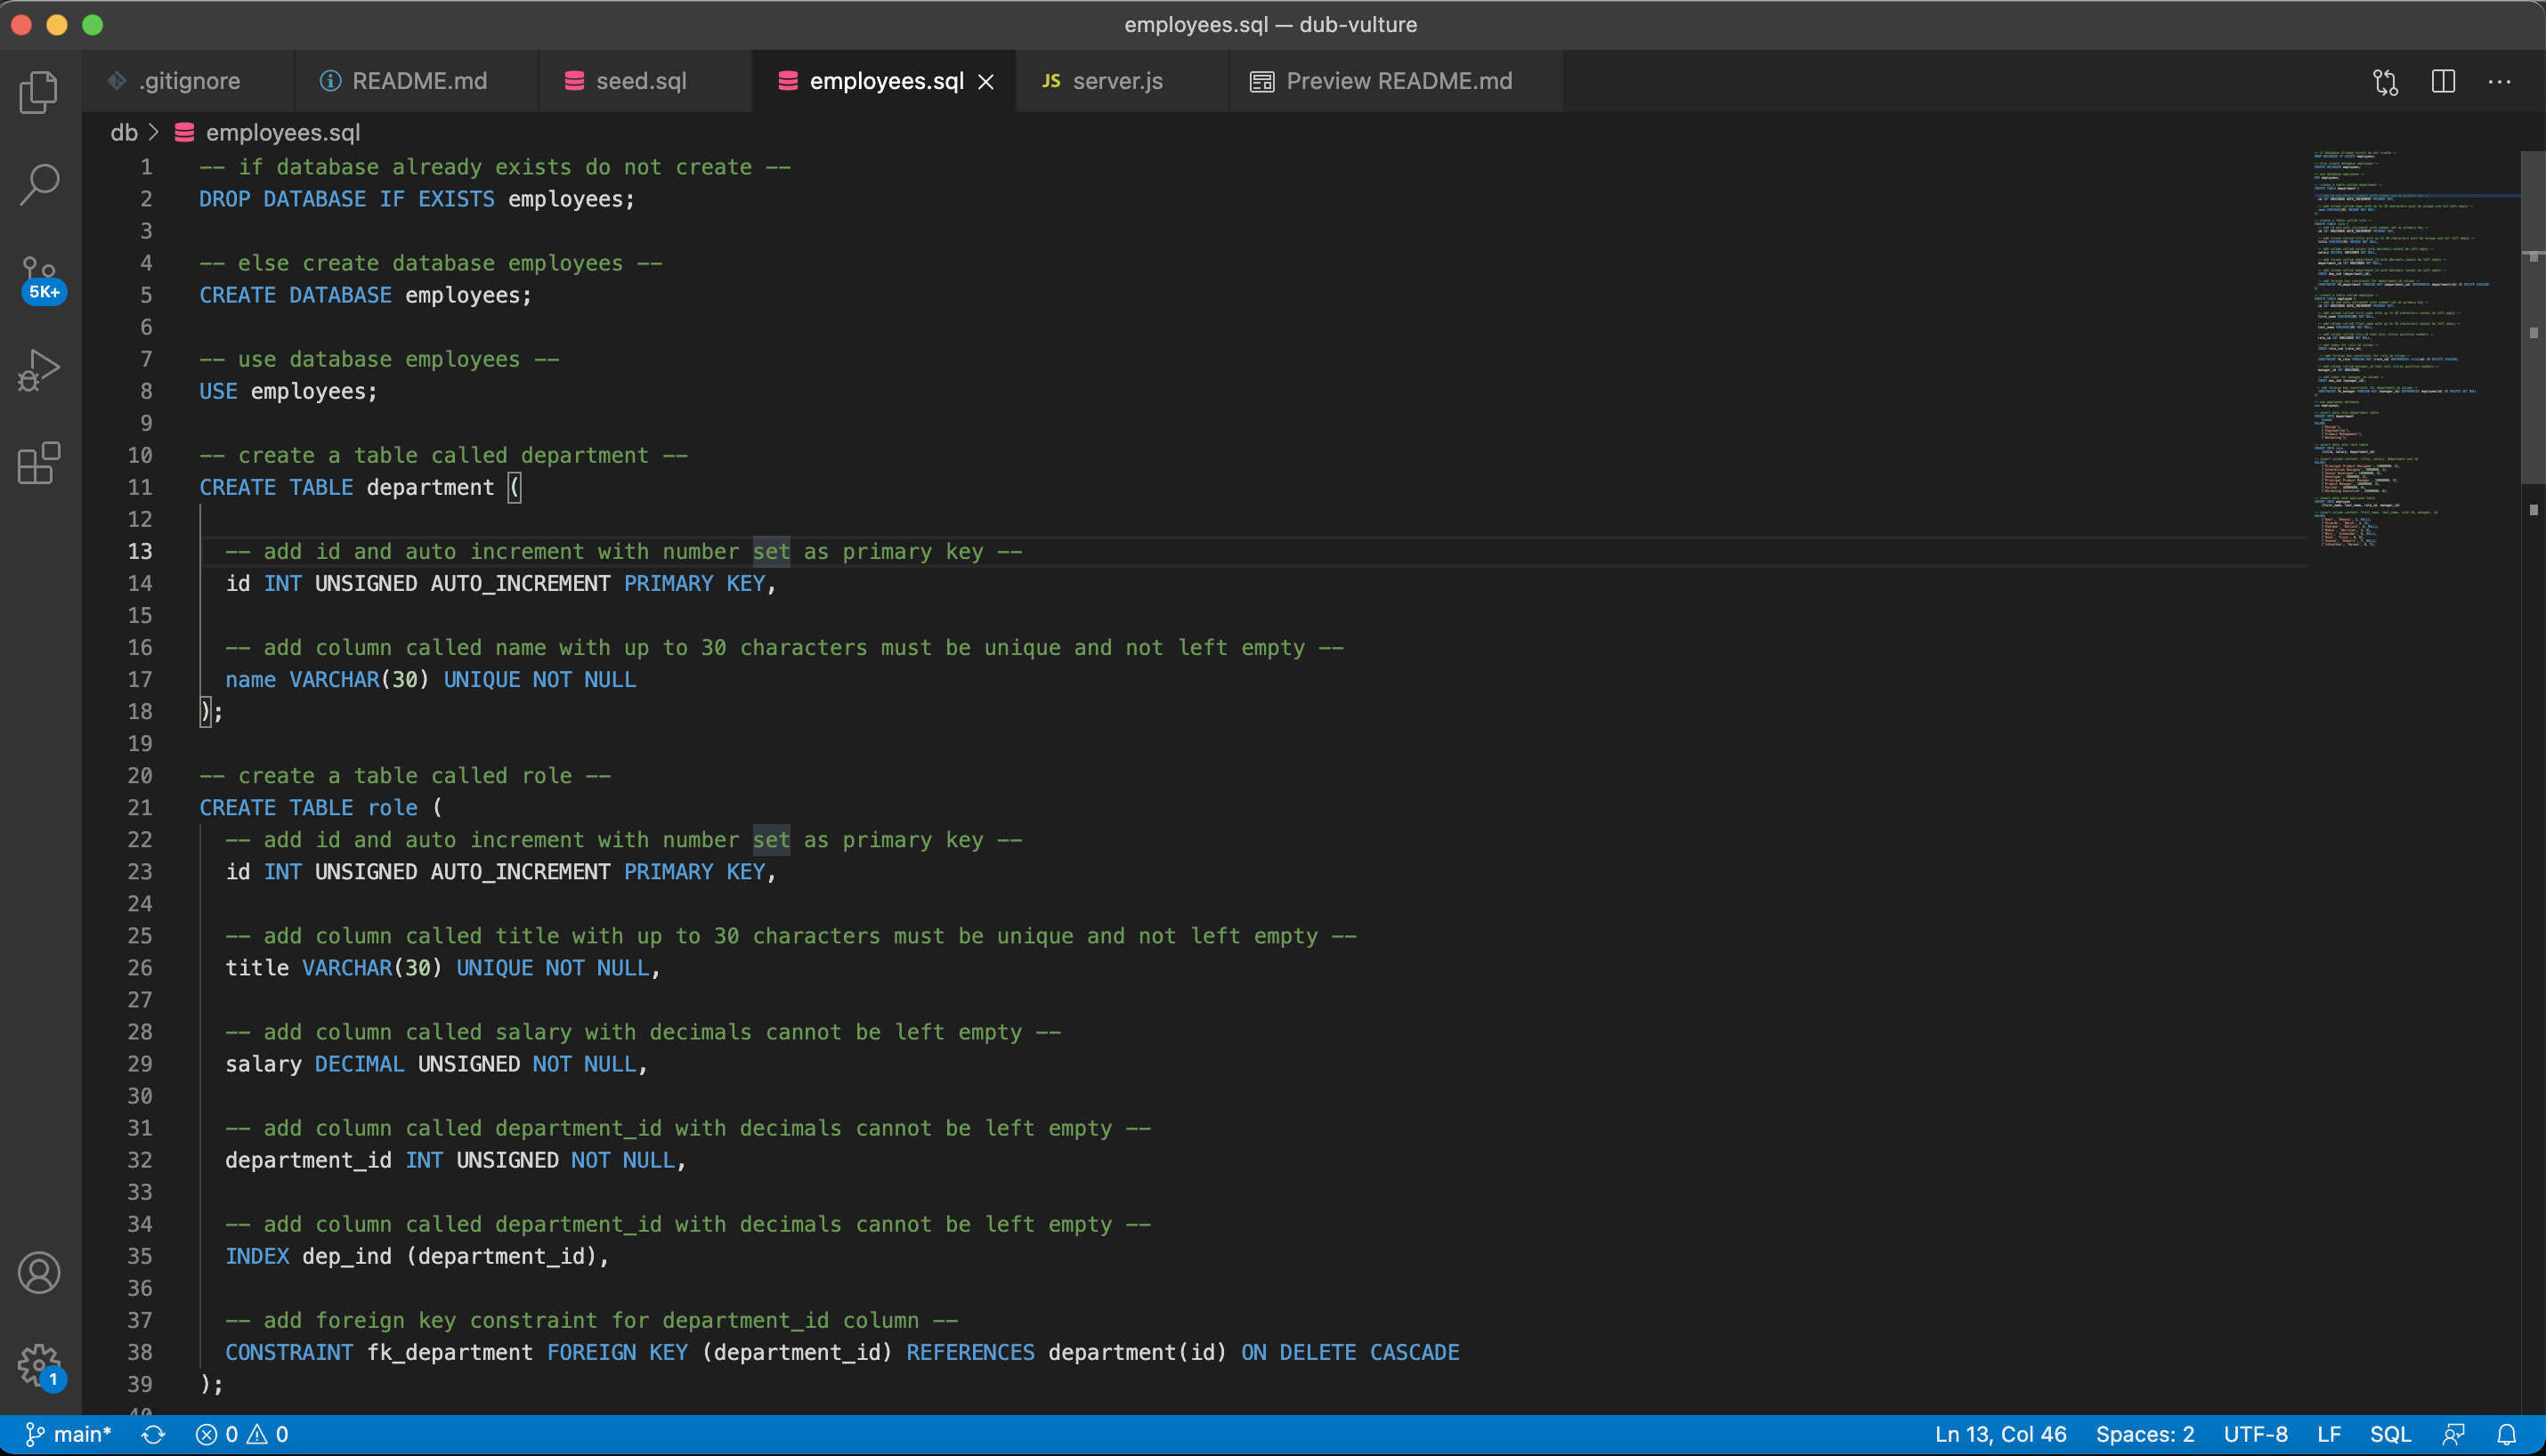 employees.sql — dub-vulture
.gitignore
README.md
seed.sql
employees.sql
JS server.js
Preview README.md
db > employees.sql
1 -- if database already exists do not create --
2 DROP DATABASE IF EXISTS employees;
3
4 -- else create database employees --
5 CREATE DATABASE employees;
6
7 -- use database employees --
8 USE employees;
9
10 -- create a table called department --
11 CREATE TABLE department (
12
13 -- add id and auto increment with number set as primary key --
14 id INT UNSIGNED AUTO_INCREMENT PRIMARY KEY,
15
16 -- add column called name with up to 30 characters must be unique and not left empty --
17 name VARCHAR(30) UNIQUE NOT NULL
18 );
19
20 -- create a table called role --
21 CREATE TABLE role (
22 -- add id and auto increment with number set as primary key --
23 id INT UNSIGNED AUTO_INCREMENT PRIMARY KEY,
24
25 -- add column called title with up to 30 characters must be unique and not left empty --
26 title VARCHAR(30) UNIQUE NOT NULL,
27
28 -- add column called salary with decimals cannot be left empty --
29 salary DECIMAL UNSIGNED NOT NULL,
30
31 -- add column called department_id with decimals cannot be left empty --
32 department_id INT UNSIGNED NOT NULL,
33
34 -- add column called department_id with decimals cannot be left empty --
35 INDEX dep_ind (department_id),
36
37 -- add foreign key constraint for department_id column --
38 CONSTRAINT fk_department FOREIGN KEY (department_id) REFERENCES department(id) ON DELETE CASCADE
39 );
40
5K+
1
main* 0 0
Ln 13, Col 46 Spaces: 2 UTF-8 LF SQL